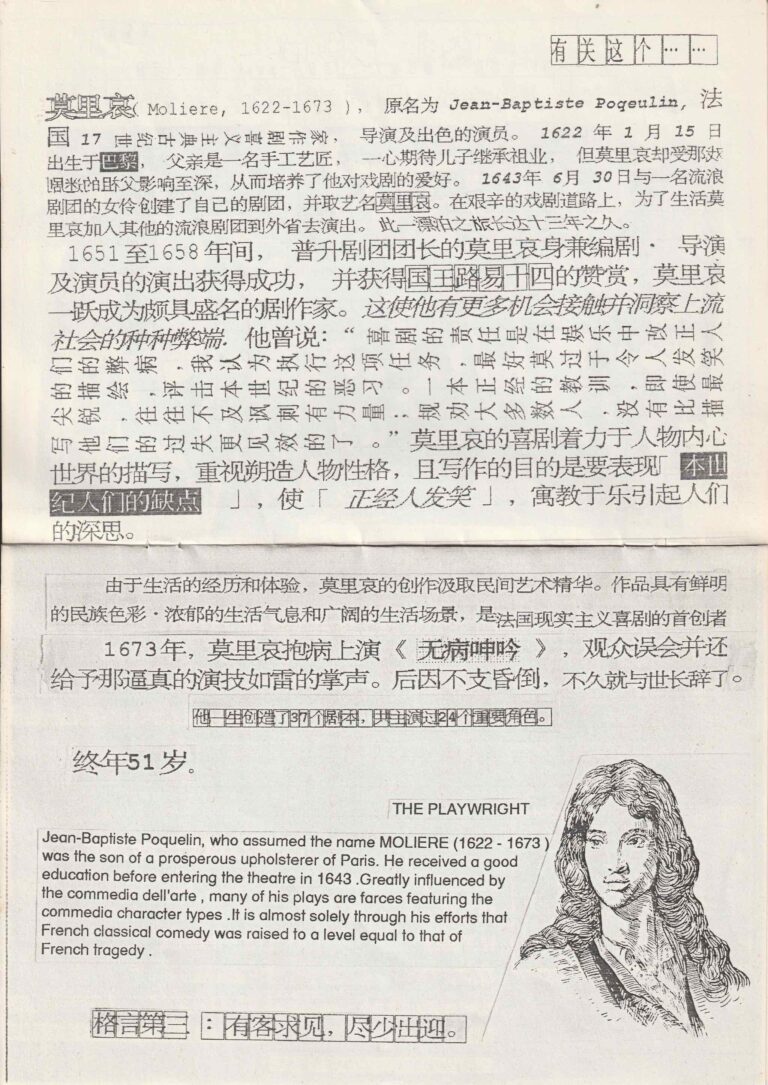 有关这个……
莫里哀(Moliere, 1622-1673), 原名为 Jean-Baptiste Poqeulin, 法
国 17 世纪古典主义喜剧作家, 导演及出色的演员。 1622 年 1 月 15 日
出生于巴黎, 父亲是一名手工艺匠, 一心期待儿子继承祖业, 但莫里哀却受那
外祖父影响至深, 从而培养了他对戏剧的爱好。 1643年 6月 30日与一名流浪
剧团的女伶创建了自己的剧团, 并取艺名莫里哀。在艰辛的戏剧道路上, 为了生活莫
里哀加入其他的流浪剧团到外省去演出。此一漂泊之旅长达十三年之久。
1651至1658年间, 普升剧团团长的莫里哀身兼编剧· 导演
及演员的演出获得成功, 并获得国王路易十四的赞赏, 莫里哀
一跃成为颇具盛名的剧作家。这使他有更多机会接触并洞察上流
社会的种种弊端. 他曾说: “喜剧的责任是在娱乐中改正人
们的弊病, 我认为执行这项任务, 最好莫过于令人发笑
的描绘, 评击本世纪的恶习。一本正经的教训, 即使最
尖锐, 往往不及讽刺有力量; 规劝大多数人, 没有比描
写他们的过失更见效的了。” 莫里哀的喜剧着力于人物内心
世界的描写, 重视朔造人物性格, 且写作的目的是要表现「本世
纪人们的缺点」, 使「正经人发笑」, 寓教于乐引起人们
的深思。
由于生活的经历和体验, 莫里哀的创作汲取民间艺术精华。作品具有鲜明
的民族色彩·浓郁的生活气息和广阔的生活场景, 是法国现实主义喜剧的首创者
1673年, 莫里哀抱病上演《无病呻吟》, 观众误会并还
给予那逼真的演技如雷的掌声。后因不支昏倒, 不久就与世长辞了。
他一生创造了37个剧本, 共主演过24个重要角色。
终年51岁。
THE PLAYWRIGHT
Jean-Baptiste Poquelin, who assumed the name MOLIERE (1622 - 1673)
was the son of a prosperous upholsterer of Paris. He received a good
education before entering the theatre in 1643 .Greatly influenced by
the commedia dell'arte , many of his plays are farces featuring the
commedia character types .It is almost solely through his efforts that
French classical comedy was raised to a level equal to that of
French tragedy .
格言第三 : 有客求见, 尽少出迎。